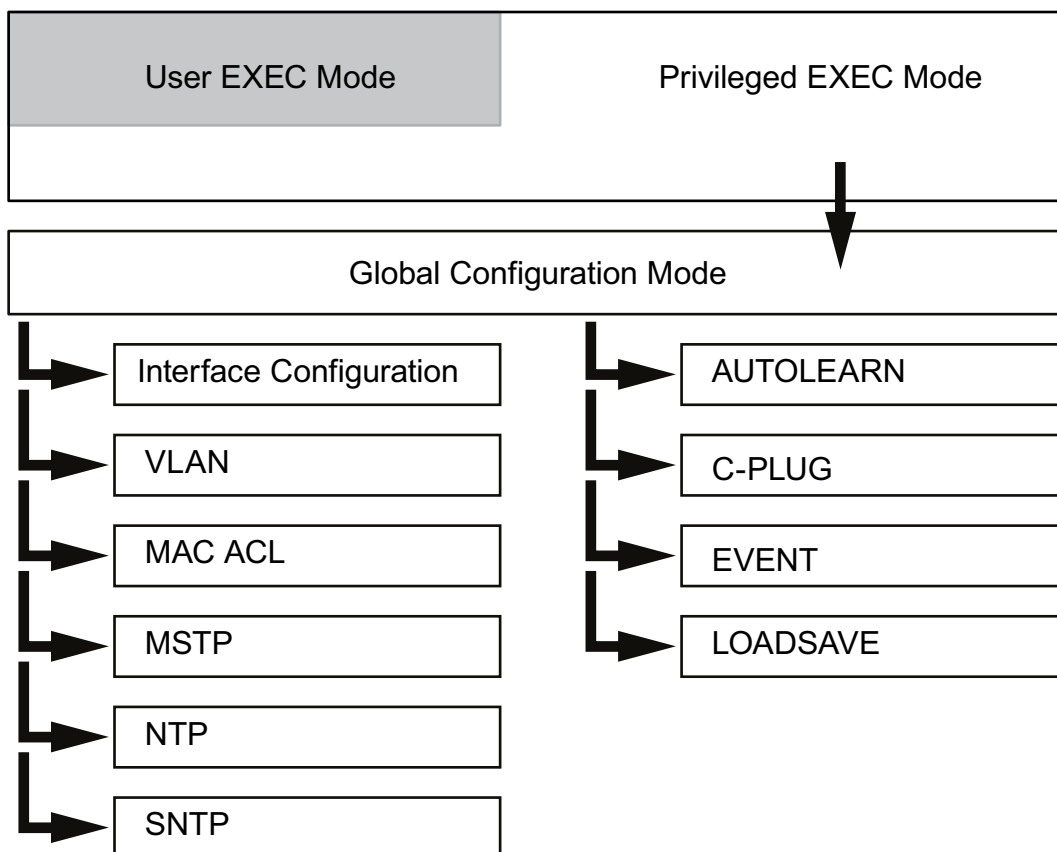 User EXEC Mode
Privileged EXEC Mode
Global Configuration Mode
Interface Configuration
VLAN
MAC ACL
MSTP
NTP
SNTP
AUTOLEARN
C-PLUG
EVENT
LOADSAVE